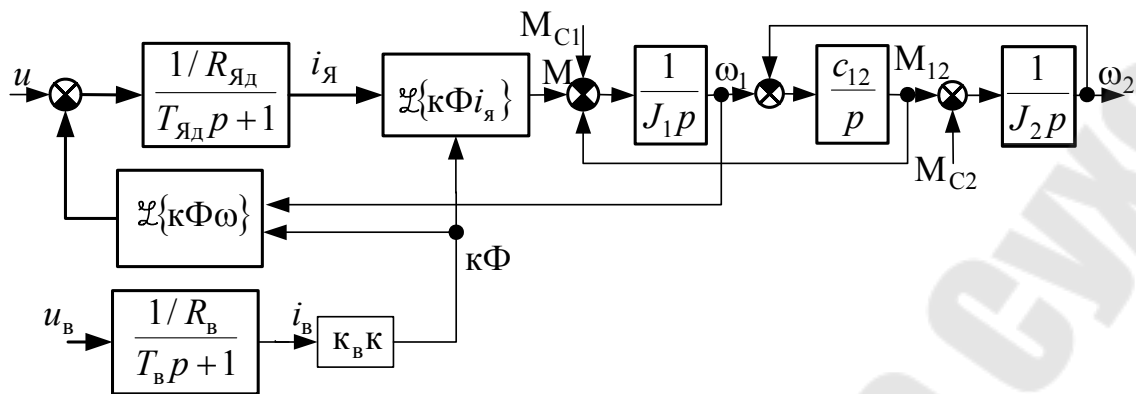 M_C1
u
1/ R_Яд
T_Яд p + 1
i_Я
ℒ{кФi_я}
M
1
J_1 p
ω_1
c_12
p
M_12
1
J_2 p
ω_2
M_C2
ℒ{кФω}
кФ
u_в
1/ R_в
T_в p + 1
i_в
к_в к
сухо